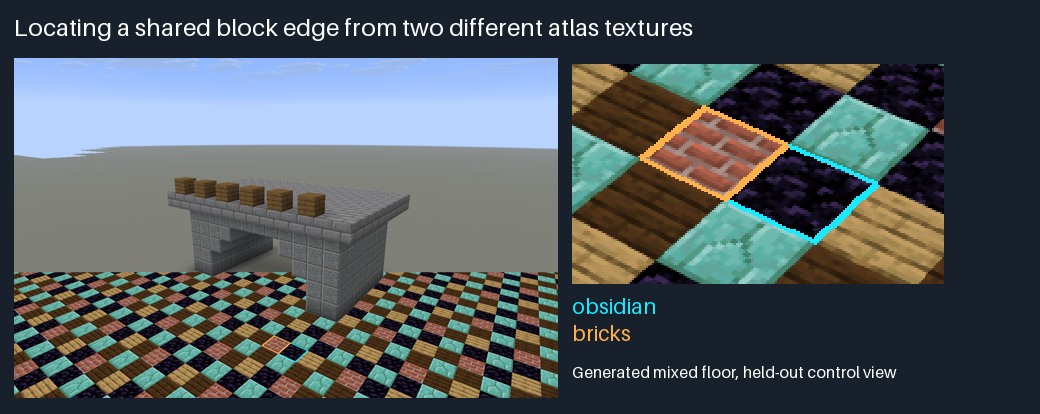 Locating a shared block edge from two different atlas textures
obsidian
bricks
Generated mixed floor, held-out control view